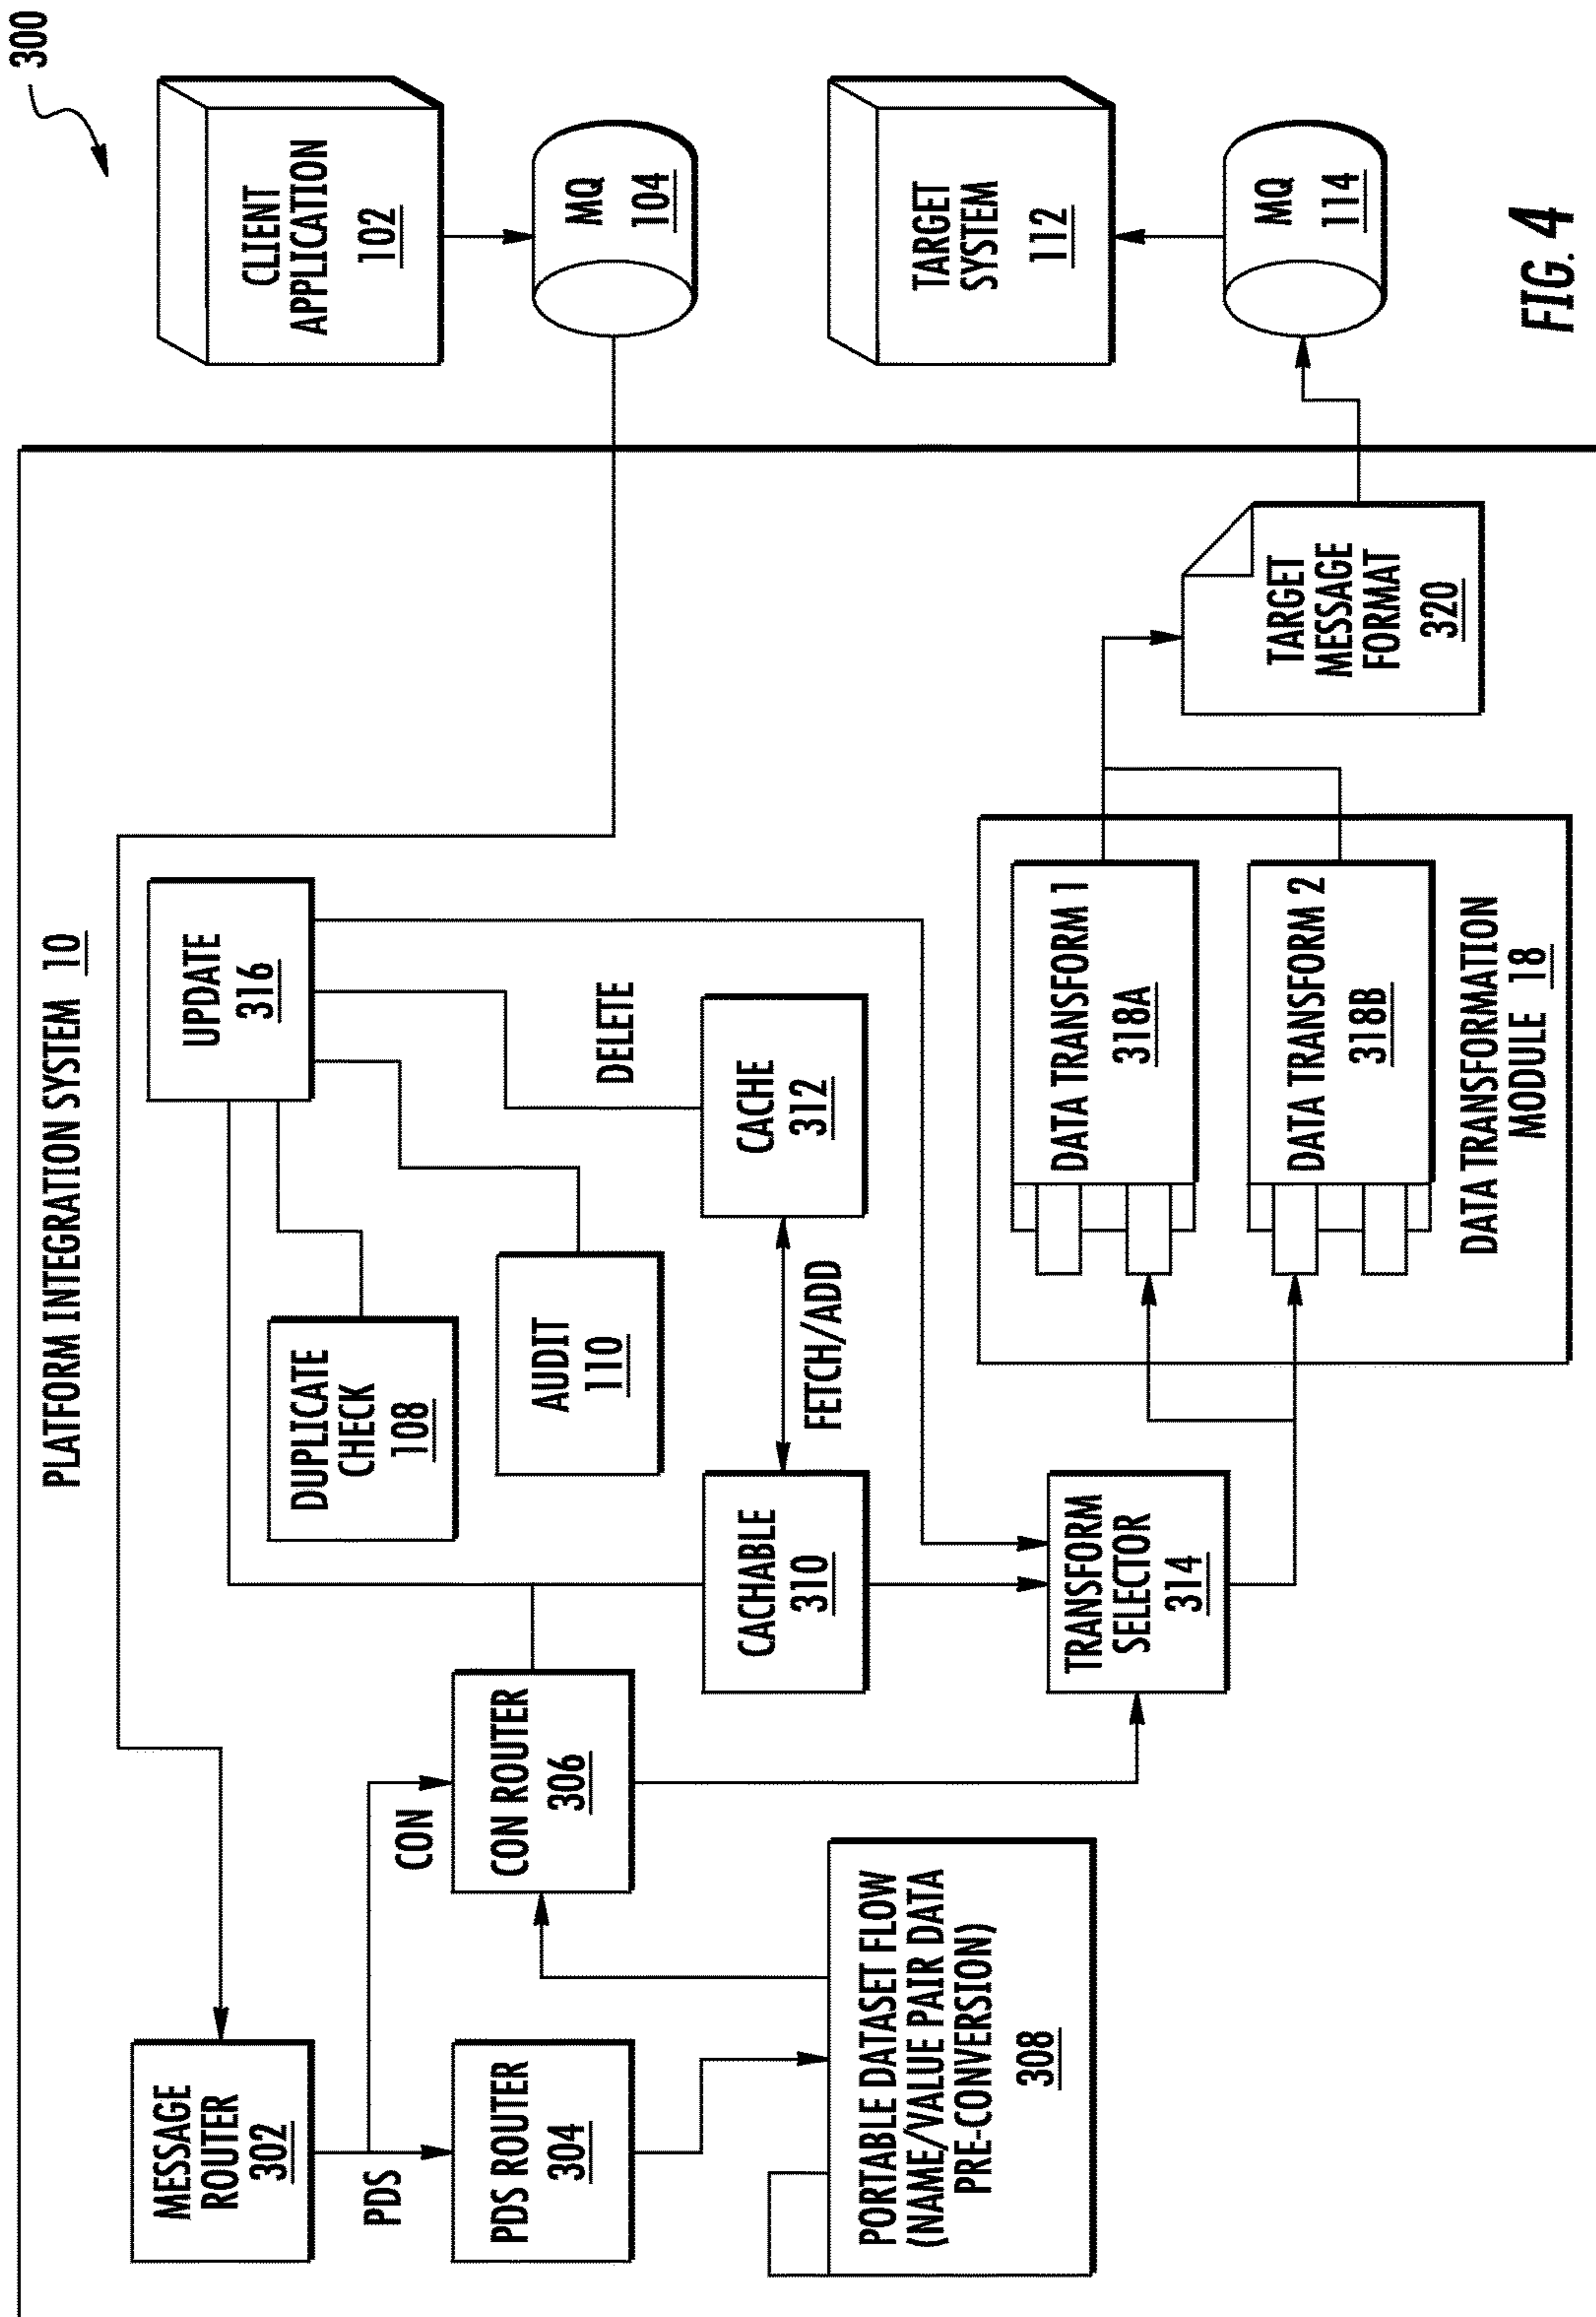 300
PLATFORM INTEGRATION SYSTEM 10
CLIENT
APPLICATION
102
MQ
104
TARGET
SYSTEM
112
MQ
114
MESSAGE
ROUTER
302
PDS
CON
PDS ROUTER
304
CON ROUTER
306
PORTABLE DATASET FLOW
(NAME/VALUE PAIR DATA
PRE-CONVERSION)
308
DUPLICATE
CHECK
108
AUDIT
110
UPDATE
316
DELETE
CACHE
312
FETCH/ADD
CACHABLE
310
TRANSFORM
SELECTOR
314
DATA TRANSFORM 1
318A
DATA TRANSFORM 2
318B
DATA TRANSFORMATION
MODULE 18
TARGET
MESSAGE
FORMAT
320
FIG. 4